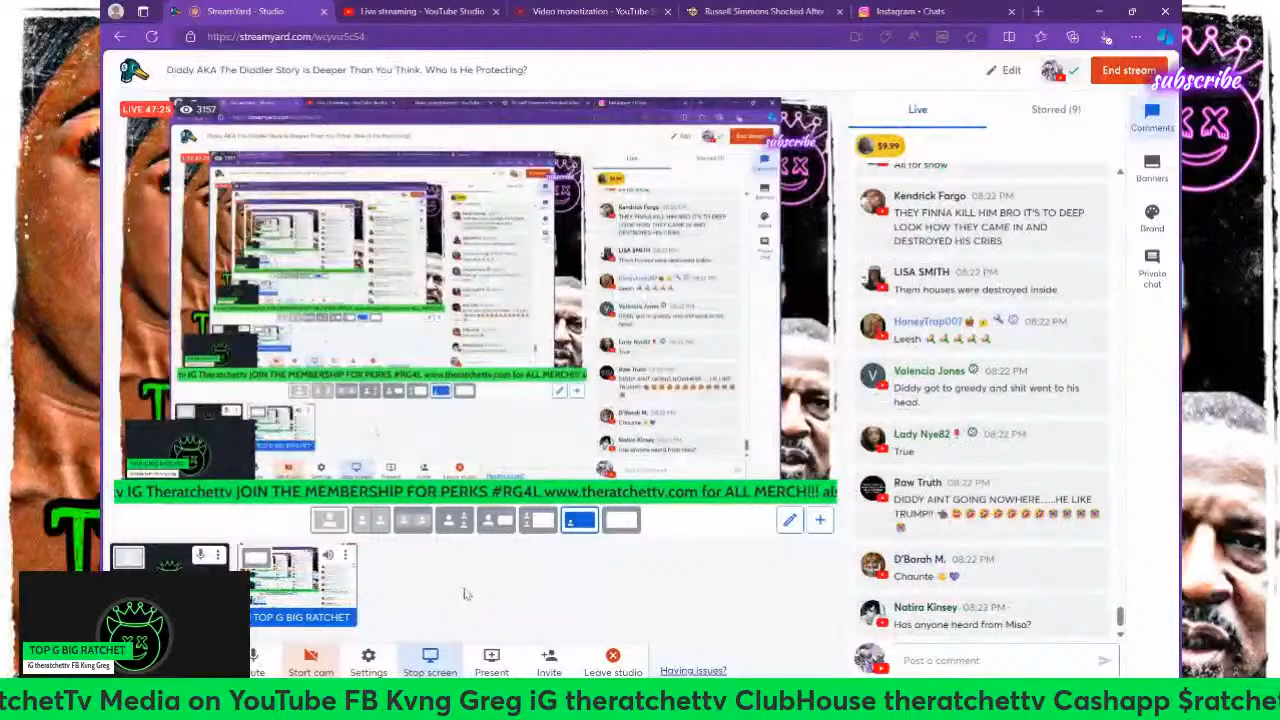 StreamYard - Studio
Live streaming - YouTube Studio
Video monetization - YouTube S
Russell Simmons Shocked After
Instagram • Chats
https://streamyard.com/wcyviz5c54
Diddy AKA The Diddler Story Is Deeper Than You Think. Who Is He Protecting?
Edit
End stream
subscribe
LIVE 47:25
3157
Live
Starred (9)
Comments
Banners
Brand
Private chat
$9.99
All for show
Kendrick Fargo 08:22 PM
THEY FINNA KILL HIM BRO IT'S TO DEEP
LOOK HOW THEY CAME IN AND
DESTROYED HIS CRIBS
LISA SMITH 08:22 PM
Them houses were destroyed inside
HoneyTrap007 08:22 PM
Leesh
Valencia Jones 08:22 PM
Diddy got to greedy and shit went to his
head.
Lady Nye82 08:22 PM
True
Raw Truth 08:22 PM
DIDDY AINT GOING NOWHERE.....HE LIKE
TRUMP!!
D'Borah M. 08:22 PM
Chaunte
Natira Kinsey 08:23 PM
Has anyone heard from Misa?
Post a comment
tv IG Theratchettv JOIN THE MEMBERSHIP FOR PERKS #RG4L www.theratchettv.com for ALL MERCH!!! als
TOP G BIG RATCHET
TOP G BIG RATCHET
iG theratchettv FB Kvng Greg
Start cam
Settings
Stop screen
Present
Invite
Leave studio
Having issues?
tchetTv Media on YouTube FB Kvng Greg iG theratchettv ClubHouse theratchettv Cashapp $ratche